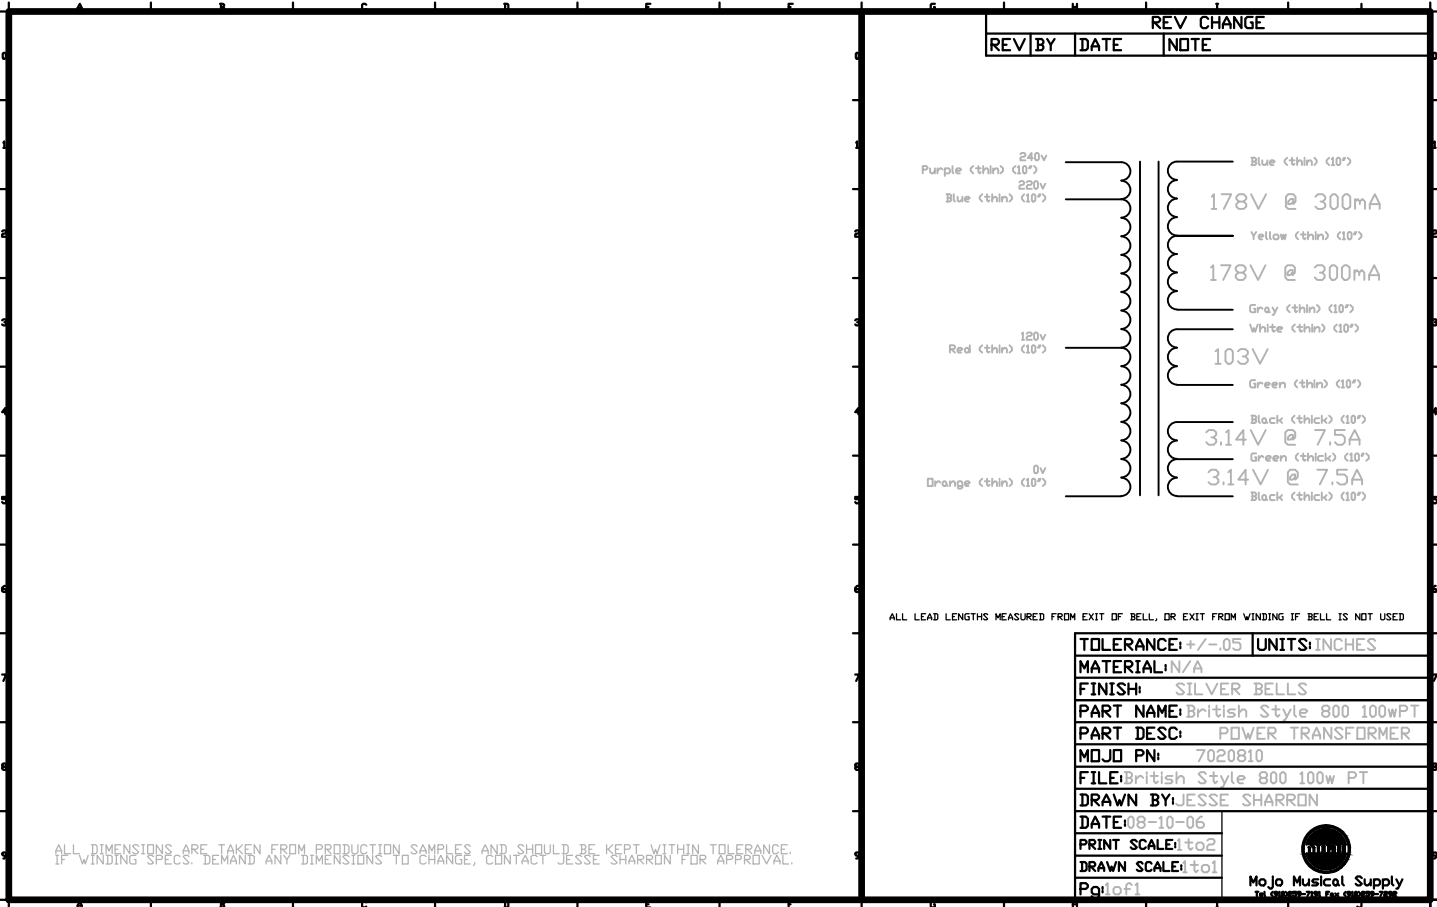 REV CHANGE
REV BY DATE NOTE
240v
Purple (thin) (10")
220v
Blue (thin) (10")
120v
Red (thin) (10")
0v
Orange (thin) (10")
Blue (thin) (10")
178V @ 300mA
Yellow (thin) (10")
178V @ 300mA
Gray (thin) (10")
White (thin) (10")
103V
Green (thin) (10")
Black (thick) (10")
3.14V @ 7.5A
Green (thick) (10")
3.14V @ 7.5A
Black (thick) (10")
ALL LEAD LENGTHS MEASURED FROM EXIT OF BELL, OR EXIT FROM WINDING IF BELL IS NOT USED
TOLERANCE: +/-.05 UNITS: INCHES
MATERIAL: N/A
FINISH: SILVER BELLS
PART NAME: British Style 800 100wPT
PART DESC: POWER TRANSFORMER
MOJO PN: 7020810
FILE: British Style 800 100w PT
DRAWN BY: JESSE SHARRON
DATE: 08-10-06
PRINT SCALE: 1to2
DRAWN SCALE: 1to1
Pg: 1of1
MoJo Musical Supply
ALL DIMENSIONS ARE TAKEN FROM PRODUCTION SAMPLES AND SHOULD BE KEPT WITHIN TOLERANCE.
IF WINDING SPECS. DEMAND ANY DIMENSIONS TO CHANGE, CONTACT JESSE SHARRON FOR APPROVAL.